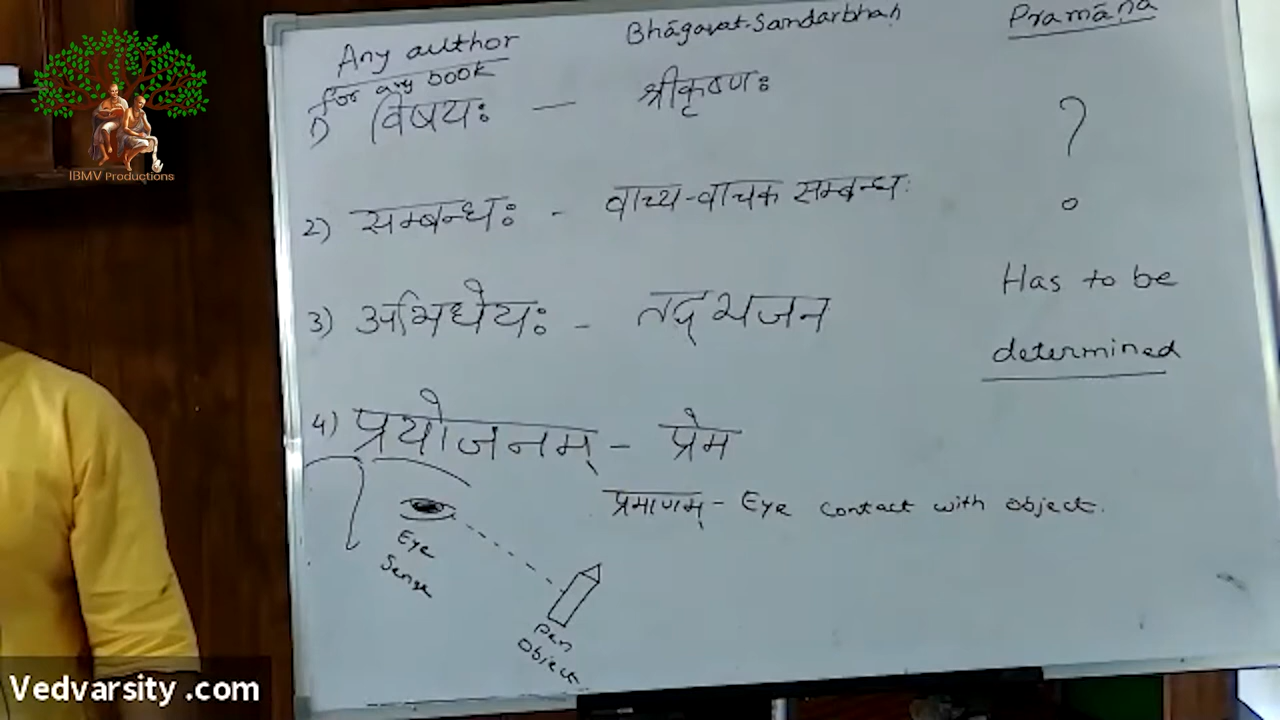 Any author
for any book
Bhāgavat-Sandarbhaḥ
Pramāṇa
1) विषयः — श्रीकृष्णः
?
2) सम्बन्धः - वाच्य-वाचक सम्बन्धः
Has to be
determined
3) अभिधेयः - तद् भजन
4) प्रयोजनम् - प्रेम
प्रमाणम् - Eye contact with object.
Eye
Sense
Pen
Object
IBMV Productions
Vedvarsity .com